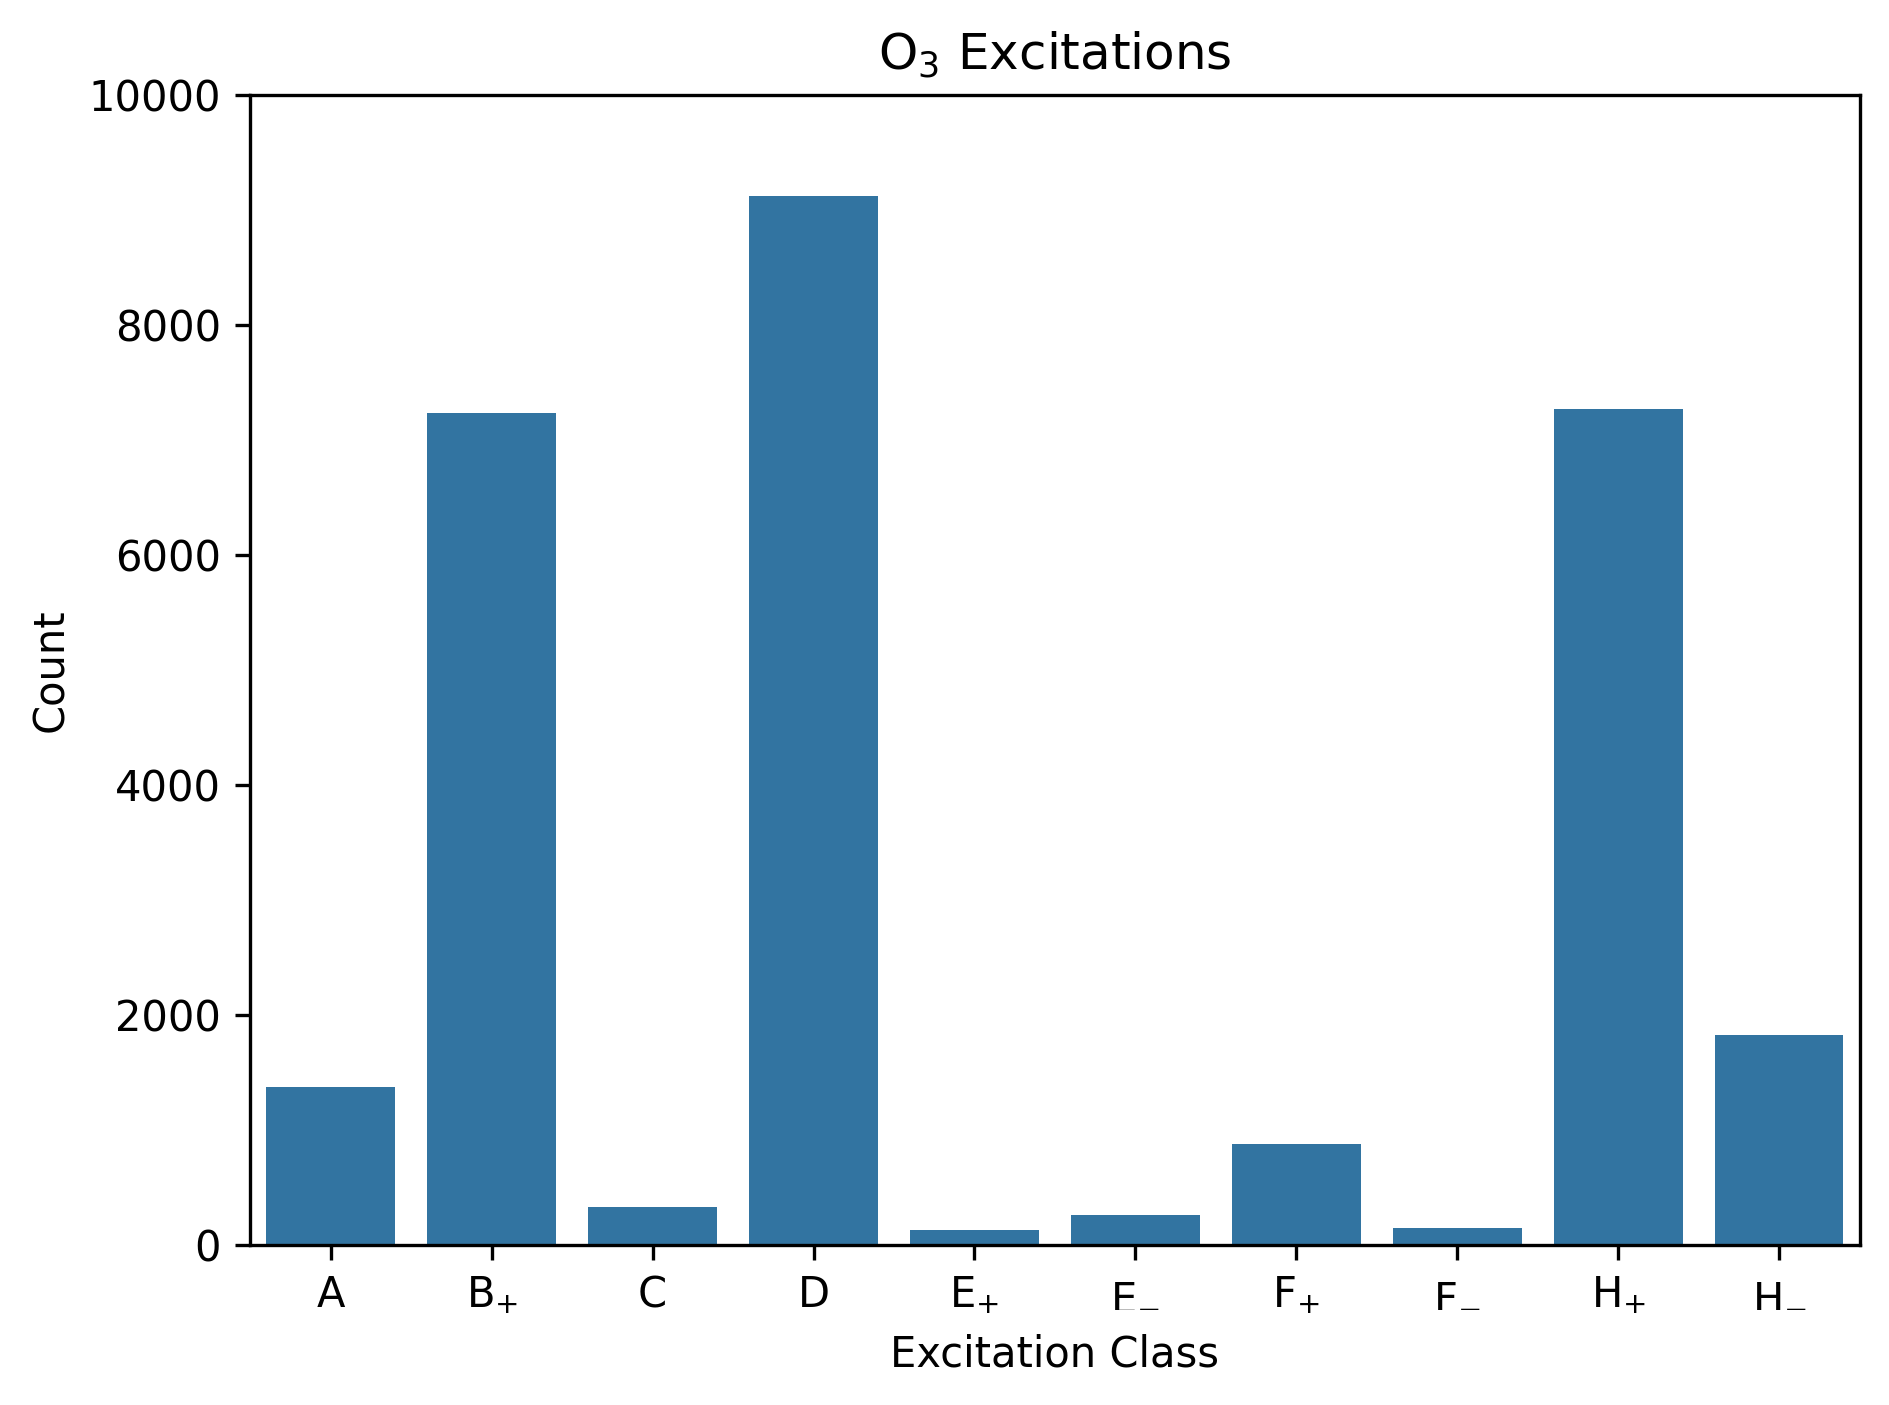 O₃ Excitations
10000
8000
6000
4000
2000
0
Count
A B₊ C D E₊ E₋ F₊ F₋ H₊ H₋
Excitation Class